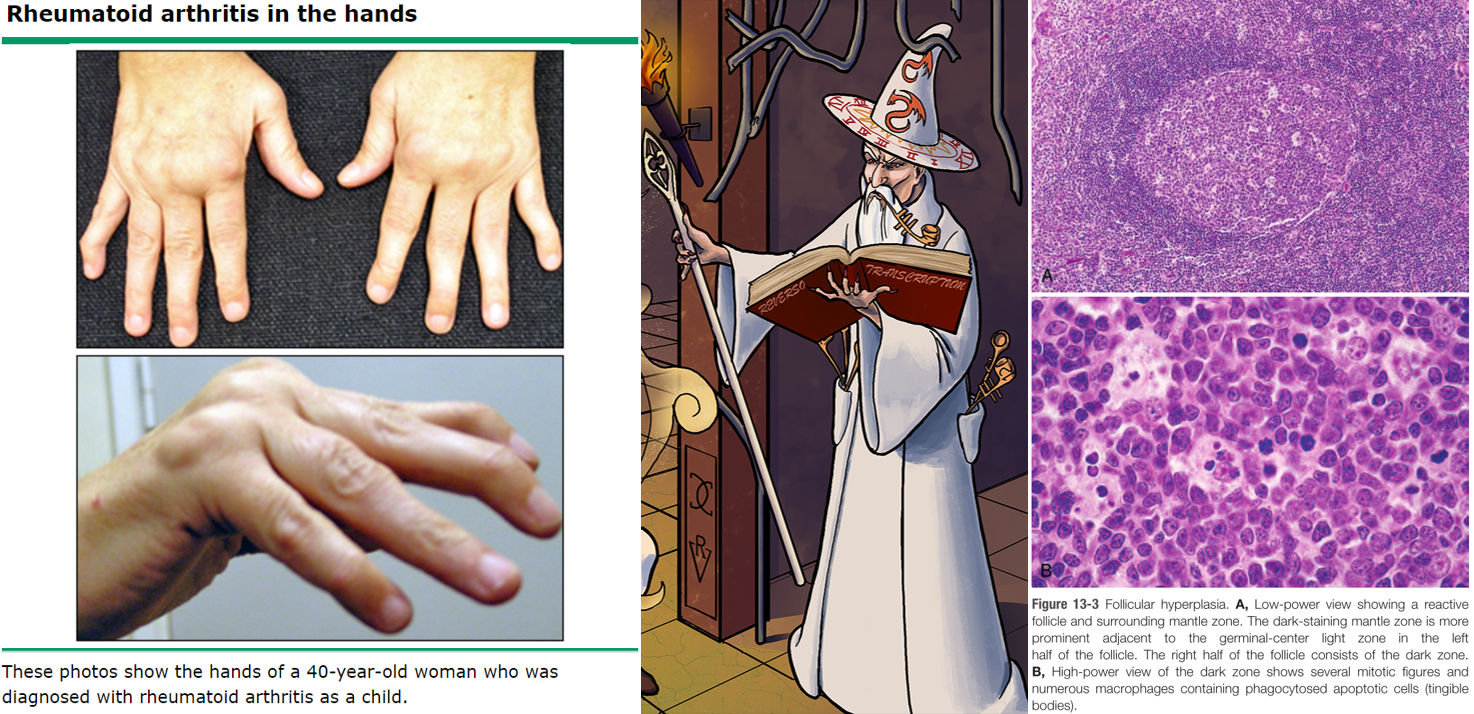 Rheumatoid arthritis in the hands
These photos show the hands of a 40-year-old woman who was
diagnosed with rheumatoid arthritis as a child.
REVERSO
TRANSCRUPTUM
R
A
B
Figure 13-3 Follicular hyperplasia. A, Low-power view showing a reactive
follicle and surrounding mantle zone. The dark-staining mantle zone is more
prominent adjacent to the germinal-center light zone in the left
half of the follicle. The right half of the follicle consists of the dark zone.
B, High-power view of the dark zone shows several mitotic figures and
numerous macrophages containing phagocytosed apoptotic cells (tingible
bodies).